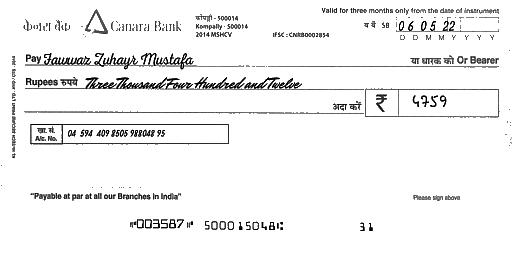 केनरा बैंक Canara Bank
कोमपल्ली - 500014
Kompally - 500014
2014 MSHCV
IFSC : CNRB0002854
Valid for three months only from the date of instrument
SB 0 6 0 5 2 2
D D M M Y Y Y Y
Pay Fawwar Zuhayr Mustafa या धारक को Or Bearer
Rupees रुपये Three Thousand Four Hundred and Twelve
अदा करें ₹ 4759
खा. सं.
A/c. No. 04 594 409 8505 988048 95
"Payable at par at all our Branches in India"
Please sign above
⑈003587⑈ 500015048⑆ 31